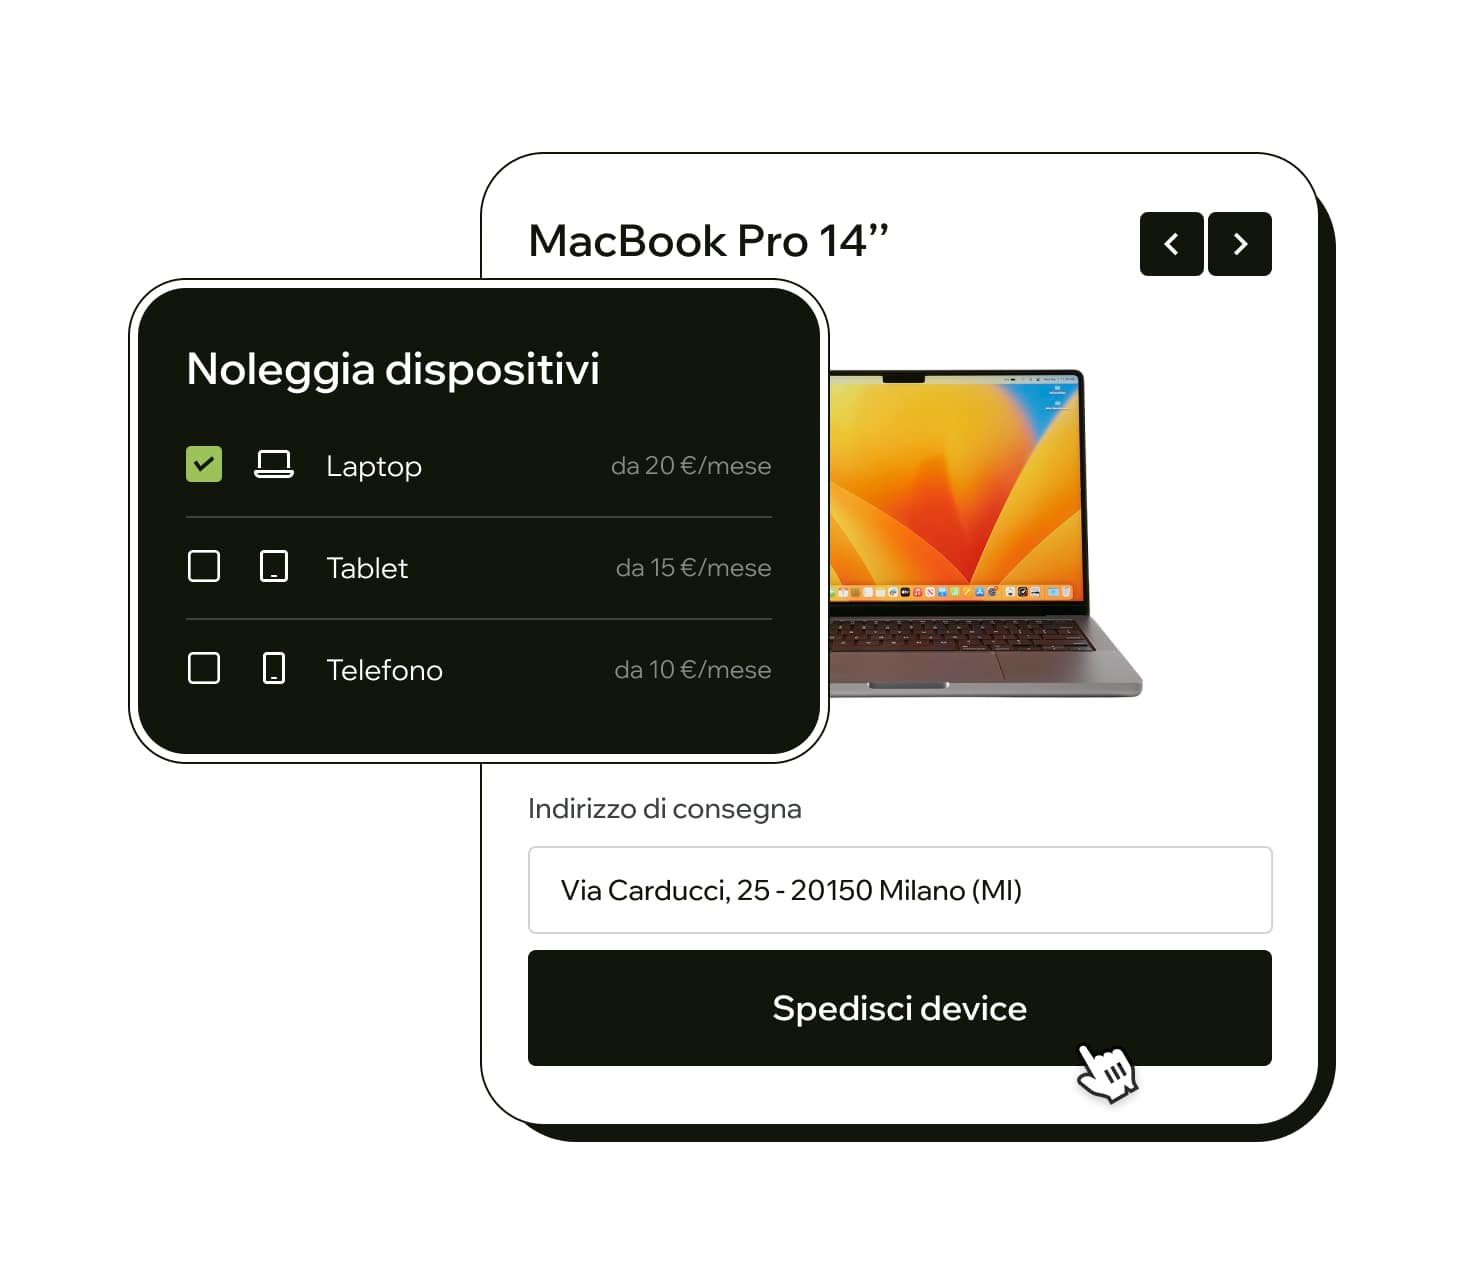 MacBook Pro 14’’
Noleggia dispositivi
Laptop da 20 €/mese
Tablet da 15 €/mese
Telefono da 10 €/mese
Indirizzo di consegna
Via Carducci, 25 - 20150 Milano (MI)
Spedisci device